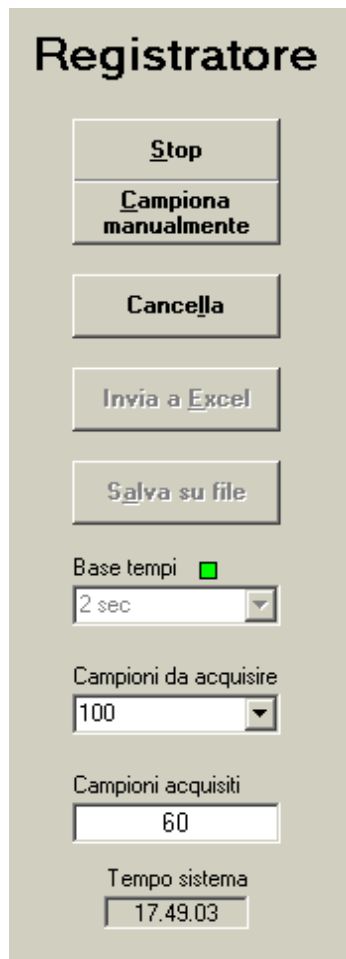 Registratore
Stop
Campiona
manualmente
Cancella
Invia a Excel
Salva su file
Base tempi
2 sec
Campioni da acquisire
100
Campioni acquisiti
60
Tempo sistema
17.49.03